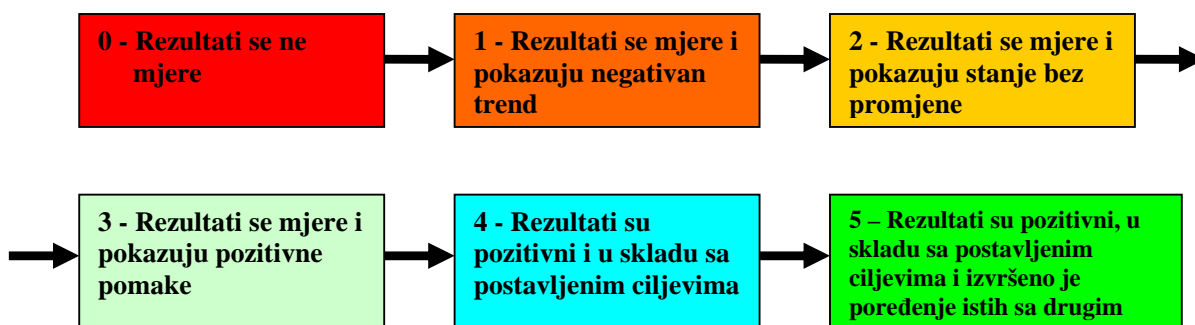 0 - Rezultati se ne
mjere
1 - Rezultati se mjere i
pokazuju negativan
trend
2 - Rezultati se mjere i
pokazuju stanje bez
promjene
3 - Rezultati se mjere i
pokazuju pozitivne
pomake
4 - Rezultati su
pozitivni i u skladu sa
postavljenim ciljevima
5 – Rezultati su pozitivni, u
skladu sa postavljenim
ciljevima i izvršeno je
poređenje istih sa drugim